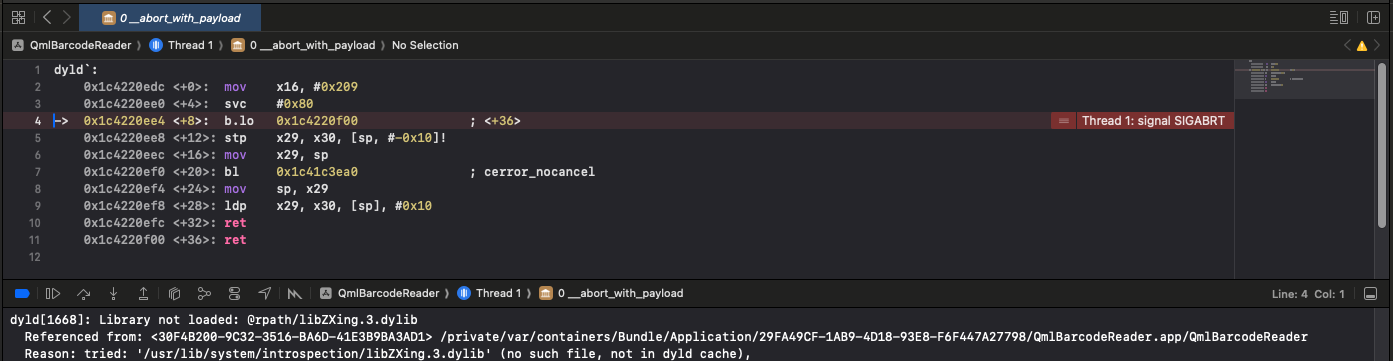 0 __abort_with_payload
QmlBarcodeReader 〉 Thread 1 〉 0 __abort_with_payload 〉 No Selection
1 dyld`:
2 0x1c4220edc <+0>: mov x16, #0x209
3 0x1c4220ee0 <+4>: svc #0x80
4 -> 0x1c4220ee4 <+8>: b.lo 0x1c4220f00 ; <+36> Thread 1: signal SIGABRT
5 0x1c4220ee8 <+12>: stp x29, x30, [sp, #-0x10]!
6 0x1c4220eec <+16>: mov x29, sp
7 0x1c4220ef0 <+20>: bl 0x1c41c3ea0 ; cerror_nocancel
8 0x1c4220ef4 <+24>: mov sp, x29
9 0x1c4220ef8 <+28>: ldp x29, x30, [sp], #0x10
10 0x1c4220efc <+32>: ret
11 0x1c4220f00 <+36>: ret
12
QmlBarcodeReader 〉 Thread 1 〉 0 __abort_with_payload Line: 4 Col: 1
dyld[1668]: Library not loaded: @rpath/libZXing.3.dylib
Referenced from: <30F4B200-9C32-3516-BA6D-41E3B9BA3AD1> /private/var/containers/Bundle/Application/29FA49CF-1AB9-4D18-93E8-F6F447A27798/QmlBarcodeReader.app/QmlBarcodeReader
Reason: tried: '/usr/lib/system/introspection/libZXing.3.dylib' (no such file, not in dyld cache),